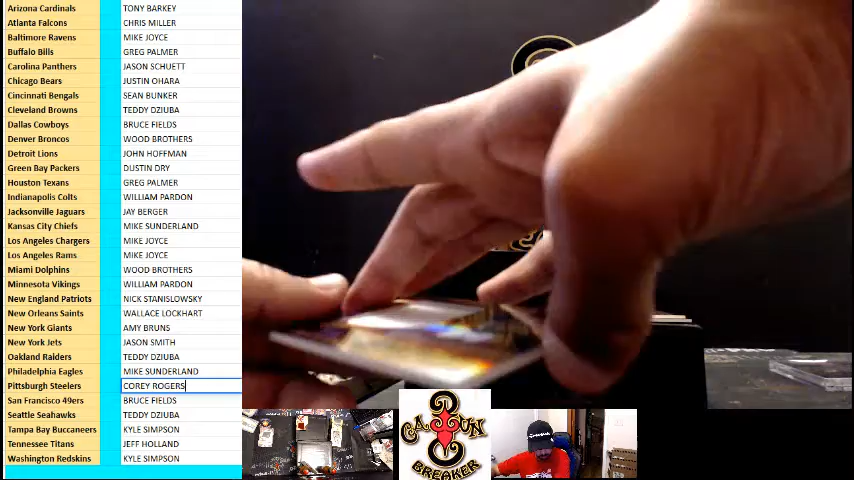 Arizona Cardinals TONY BARKEY
Atlanta Falcons CHRIS MILLER
Baltimore Ravens MIKE JOYCE
Buffalo Bills GREG PALMER
Carolina Panthers JASON SCHUETT
Chicago Bears JUSTIN OHARA
Cincinnati Bengals SEAN BUNKER
Cleveland Browns TEDDY DZIUBA
Dallas Cowboys BRUCE FIELDS
Denver Broncos WOOD BROTHERS
Detroit Lions JOHN HOFFMAN
Green Bay Packers DUSTIN DRY
Houston Texans GREG PALMER
Indianapolis Colts WILLIAM PARDON
Jacksonville Jaguars JAY BERGER
Kansas City Chiefs MIKE SUNDERLAND
Los Angeles Chargers MIKE JOYCE
Los Angeles Rams MIKE JOYCE
Miami Dolphins WOOD BROTHERS
Minnesota Vikings WILLIAM PARDON
New England Patriots NICK STANISLOWSKY
New Orleans Saints WALLACE LOCKHART
New York Giants AMY BRUNS
New York Jets JASON SMITH
Oakland Raiders TEDDY DZIUBA
Philadelphia Eagles MIKE SUNDERLAND
Pittsburgh Steelers COREY ROGERS
San Francisco 49ers BRUCE FIELDS
Seattle Seahawks TEDDY DZIUBA
Tampa Bay Buccaneers KYLE SIMPSON
Tennessee Titans JEFF HOLLAND
Washington Redskins KYLE SIMPSON
CAJUN
BREAKER